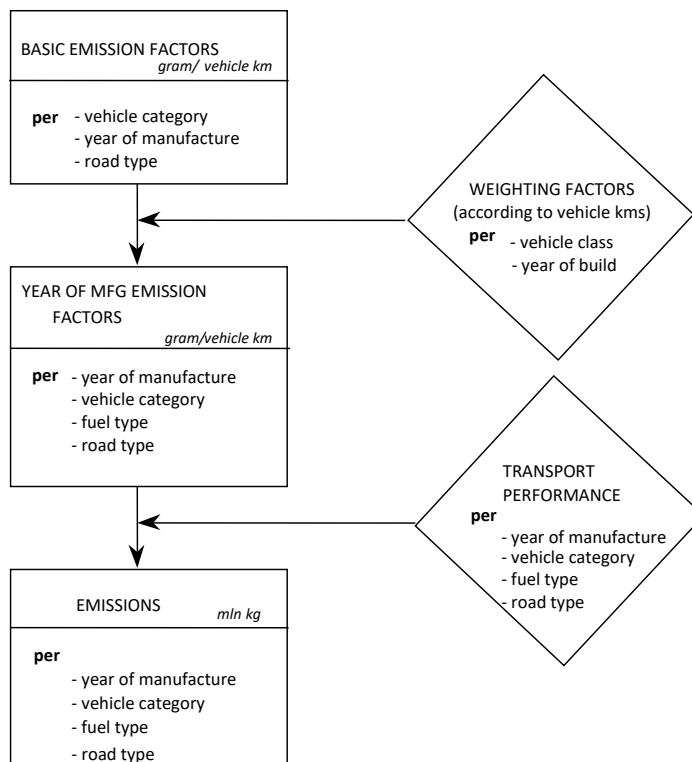 BASIC EMISSION FACTORS
gram/ vehicle km
per - vehicle category
- year of manufacture
- road type
WEIGHTING FACTORS
(according to vehicle kms)
per - vehicle class
- year of build
YEAR OF MFG EMISSION
FACTORS
gram/vehicle km
per - year of manufacture
- vehicle category
- fuel type
- road type
TRANSPORT
PERFORMANCE
per
- year of manufacture
- vehicle category
- fuel type
- road type
EMISSIONS
mln kg
per
- year of manufacture
- vehicle category
- fuel type
- road type